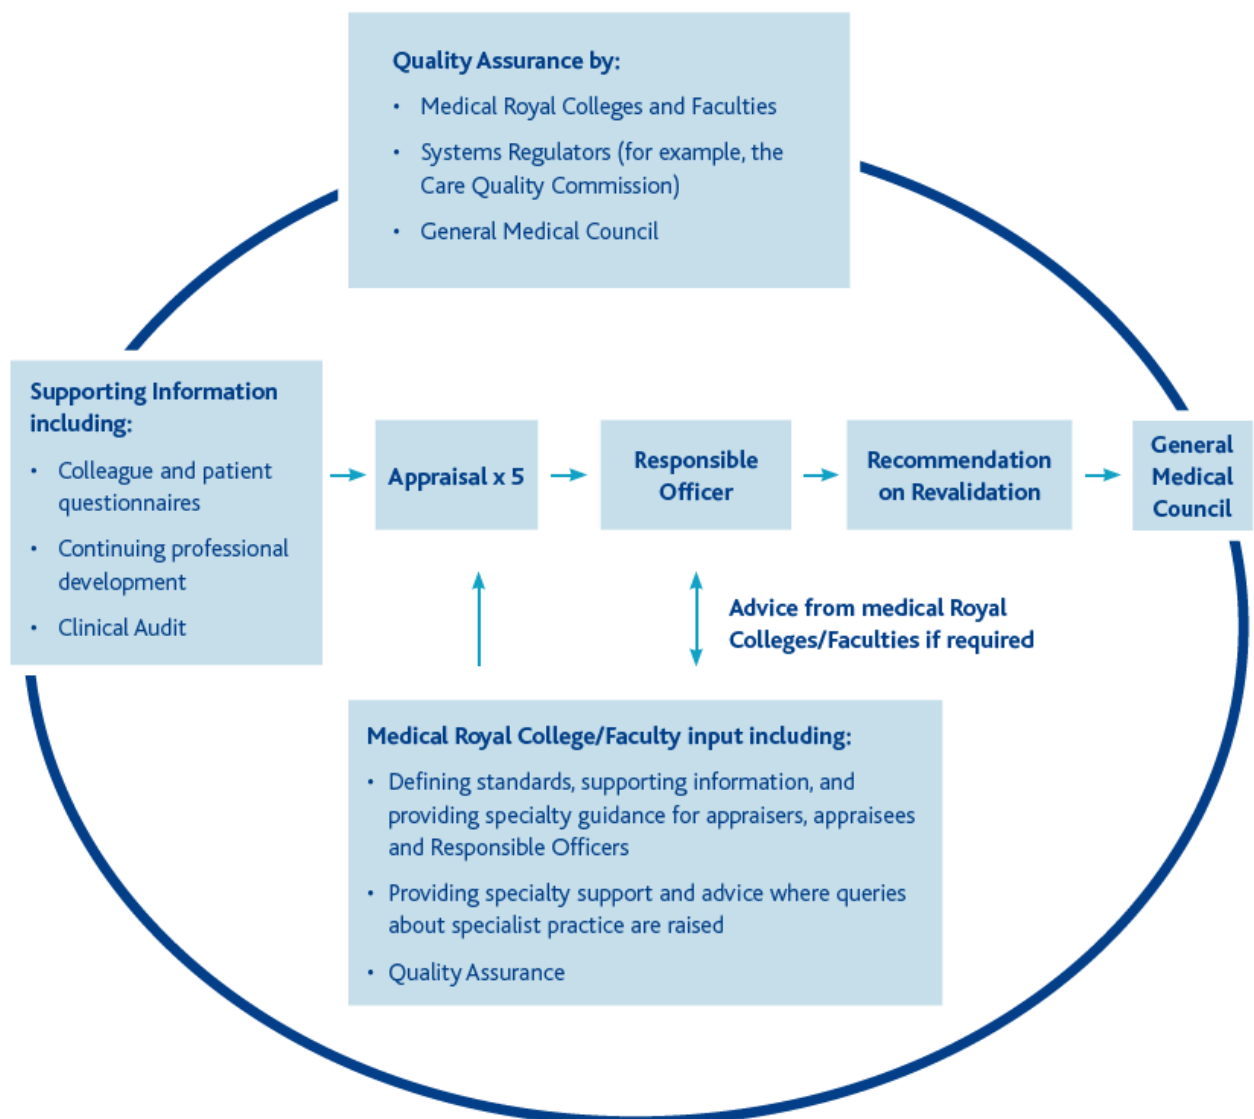 Quality Assurance by:
• Medical Royal Colleges and Faculties
• Systems Regulators (for example, the
Care Quality Commission)
• General Medical Council
Supporting Information
including:
• Colleague and patient
questionnaires
• Continuing professional
development
• Clinical Audit
Appraisal x 5
Responsible
Officer
Recommendation
on Revalidation
General
Medical
Council
Advice from medical Royal
Colleges/Faculties if required
Medical Royal College/Faculty input including:
• Defining standards, supporting information, and
providing specialty guidance for appraisers, appraisees
and Responsible Officers
• Providing specialty support and advice where queries
about specialist practice are raised
• Quality Assurance